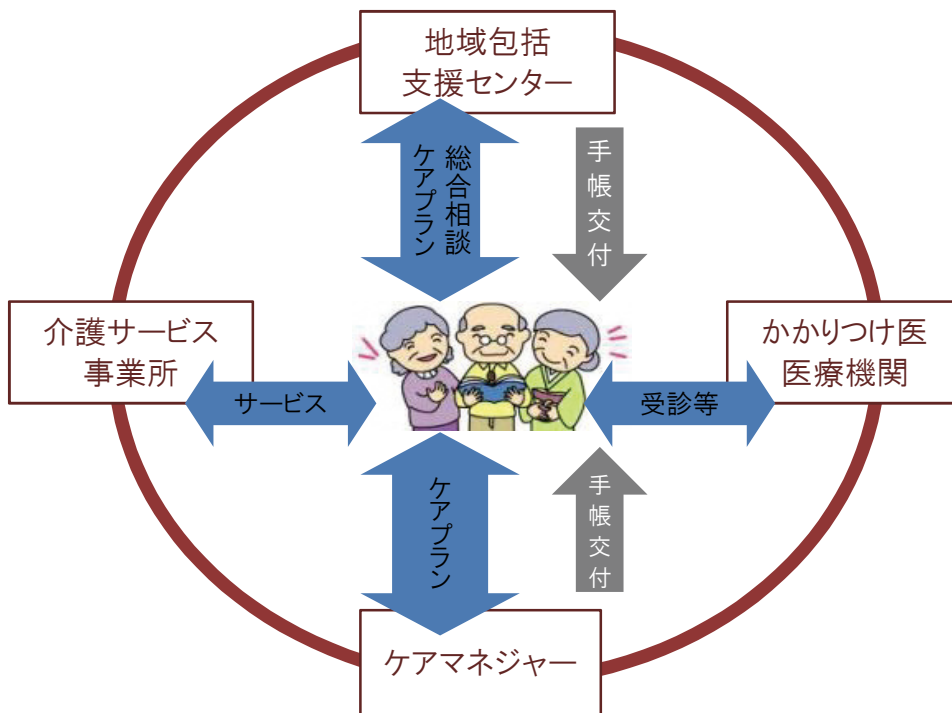 地域包括
支援センター
総合相談
ケアプラン
手帳交付
介護サービス
事業所
サービス
かかりつけ医
医療機関
受診等
ケアプラン
手帳交付
ケアマネジャー